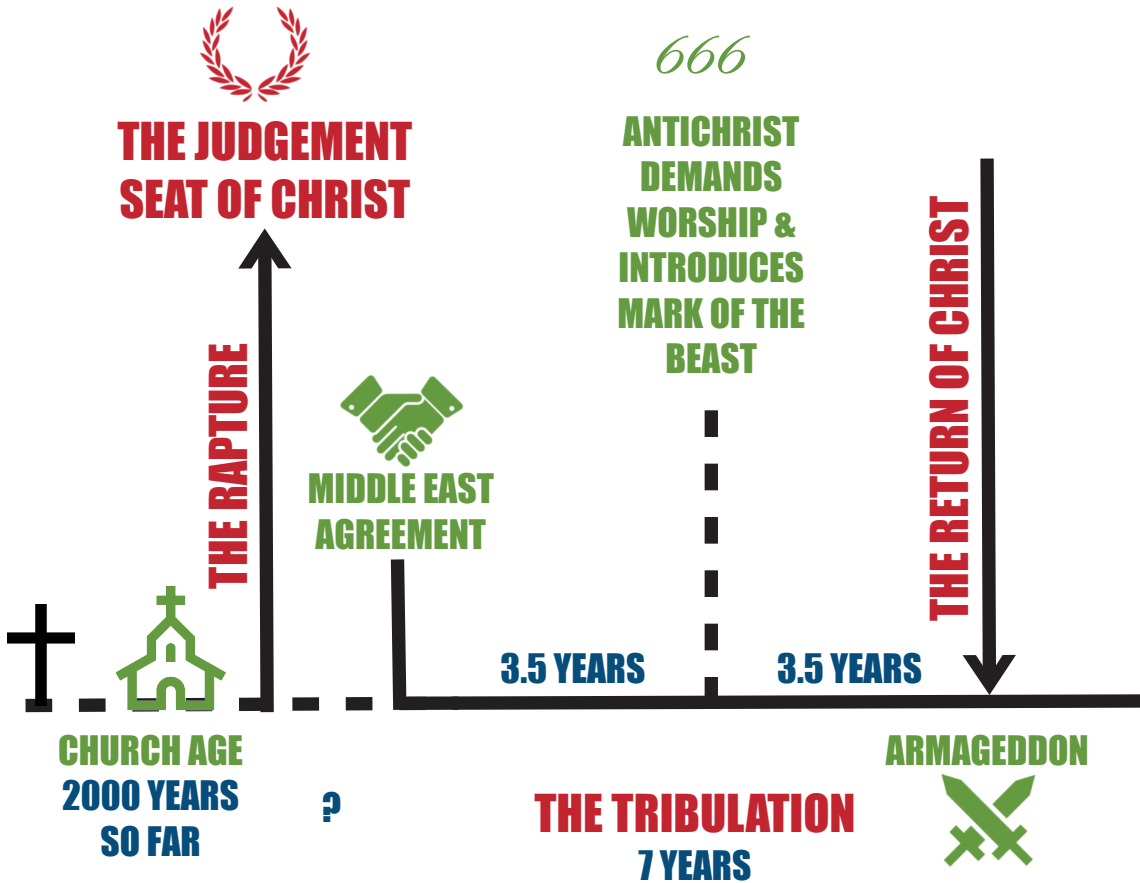 THE JUDGEMENT
SEAT OF CHRIST
THE RAPTURE
MIDDLE EAST
AGREEMENT
666
ANTICHRIST
DEMANDS
WORSHIP &
INTRODUCES
MARK OF THE
BEAST
THE RETURN OF CHRIST
3.5 YEARS
3.5 YEARS
CHURCH AGE
2000 YEARS
SO FAR
?
THE TRIBULATION
7 YEARS
ARMAGEDDON